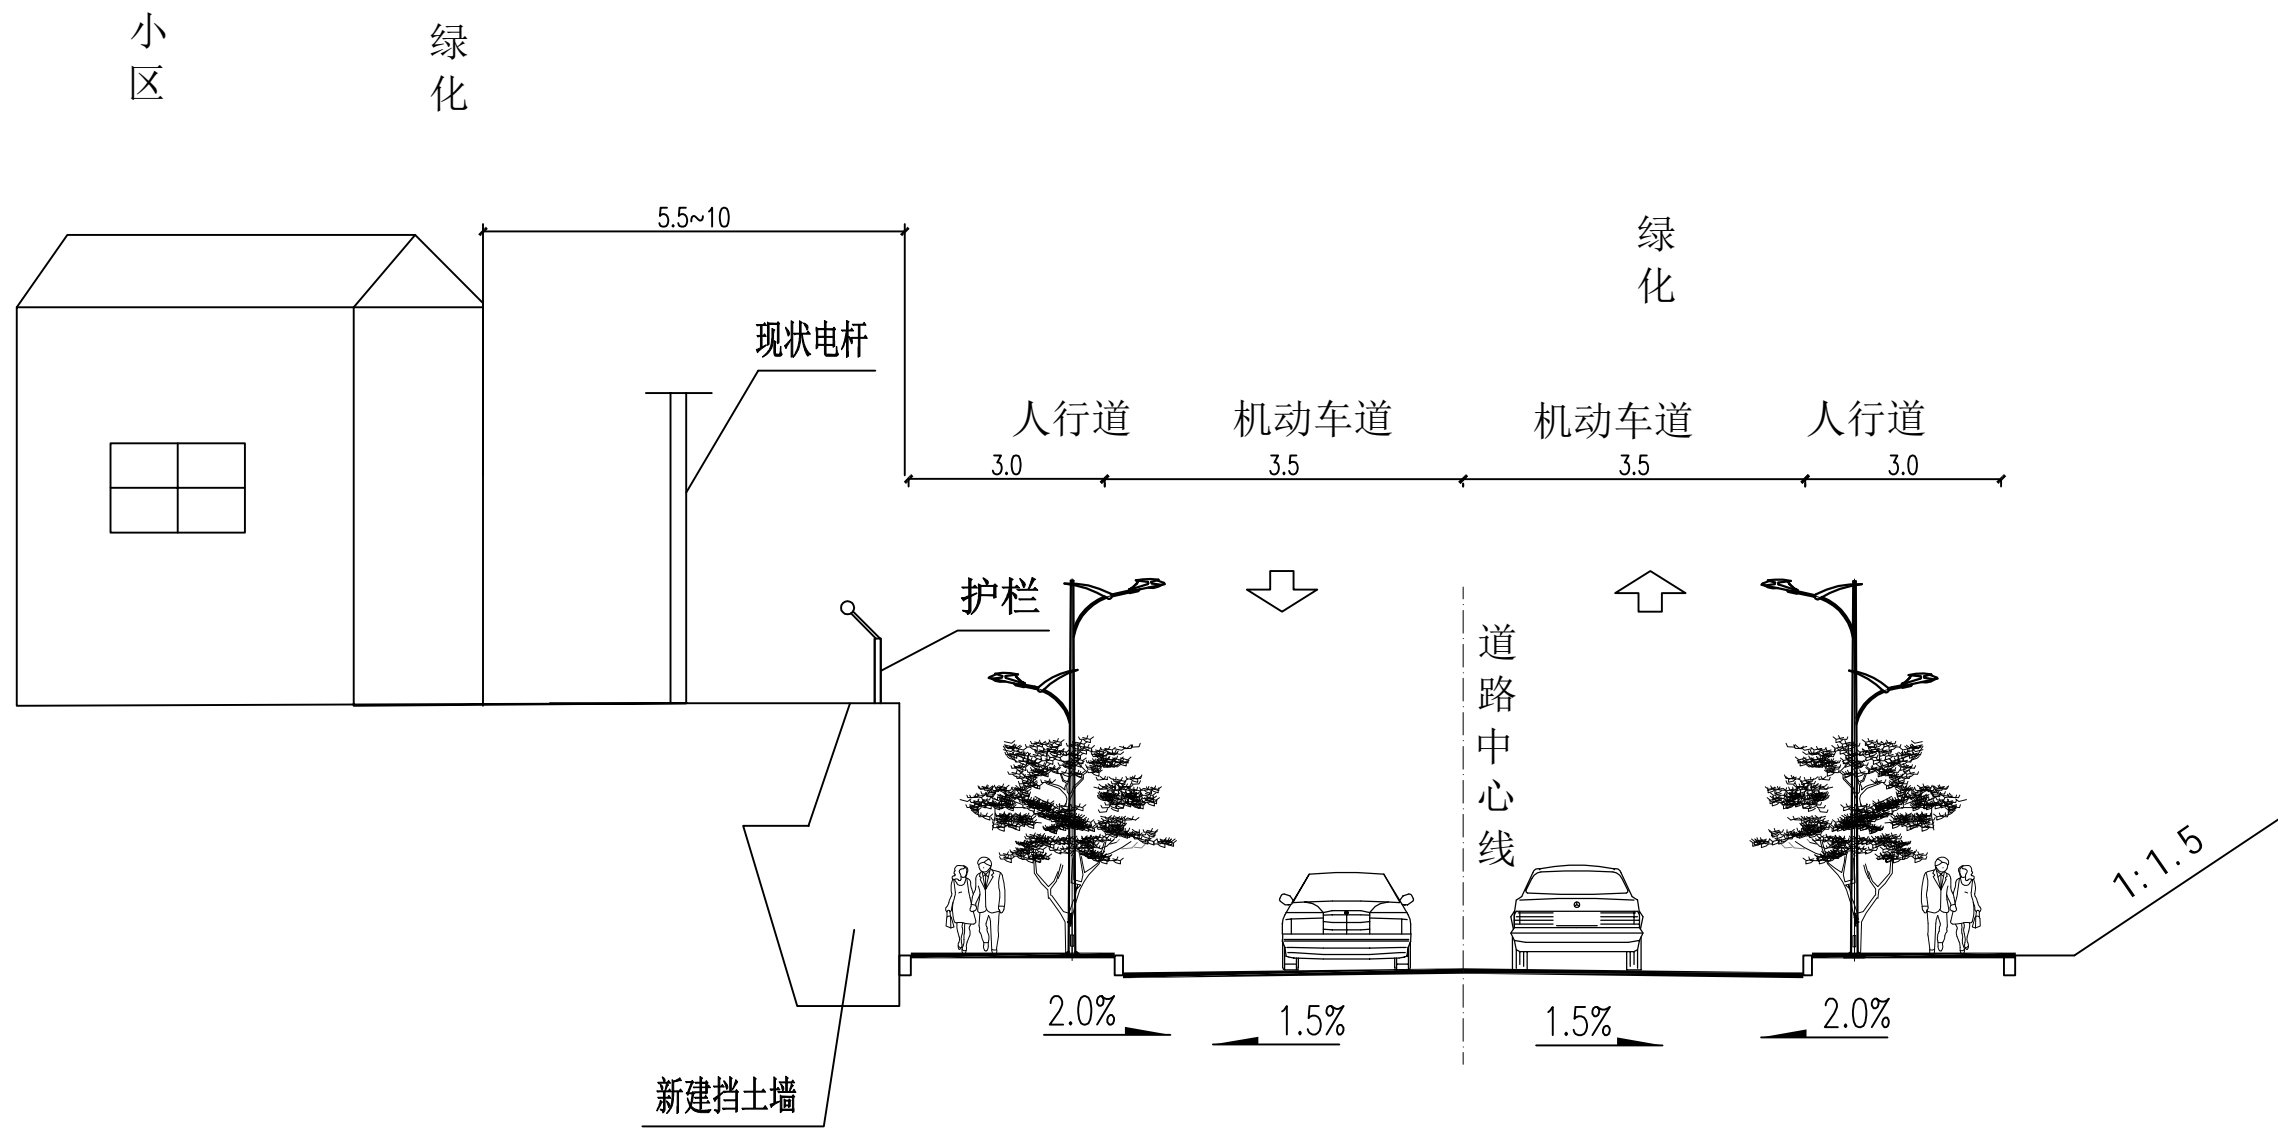 小区
绿化
5.5~10
绿化
现状电杆
人行道
机动车道
机动车道
人行道
3.0
3.5
3.5
3.0
护栏
道路中心线
1:1.5
2.0%
1.5%
1.5%
2.0%
新建挡土墙